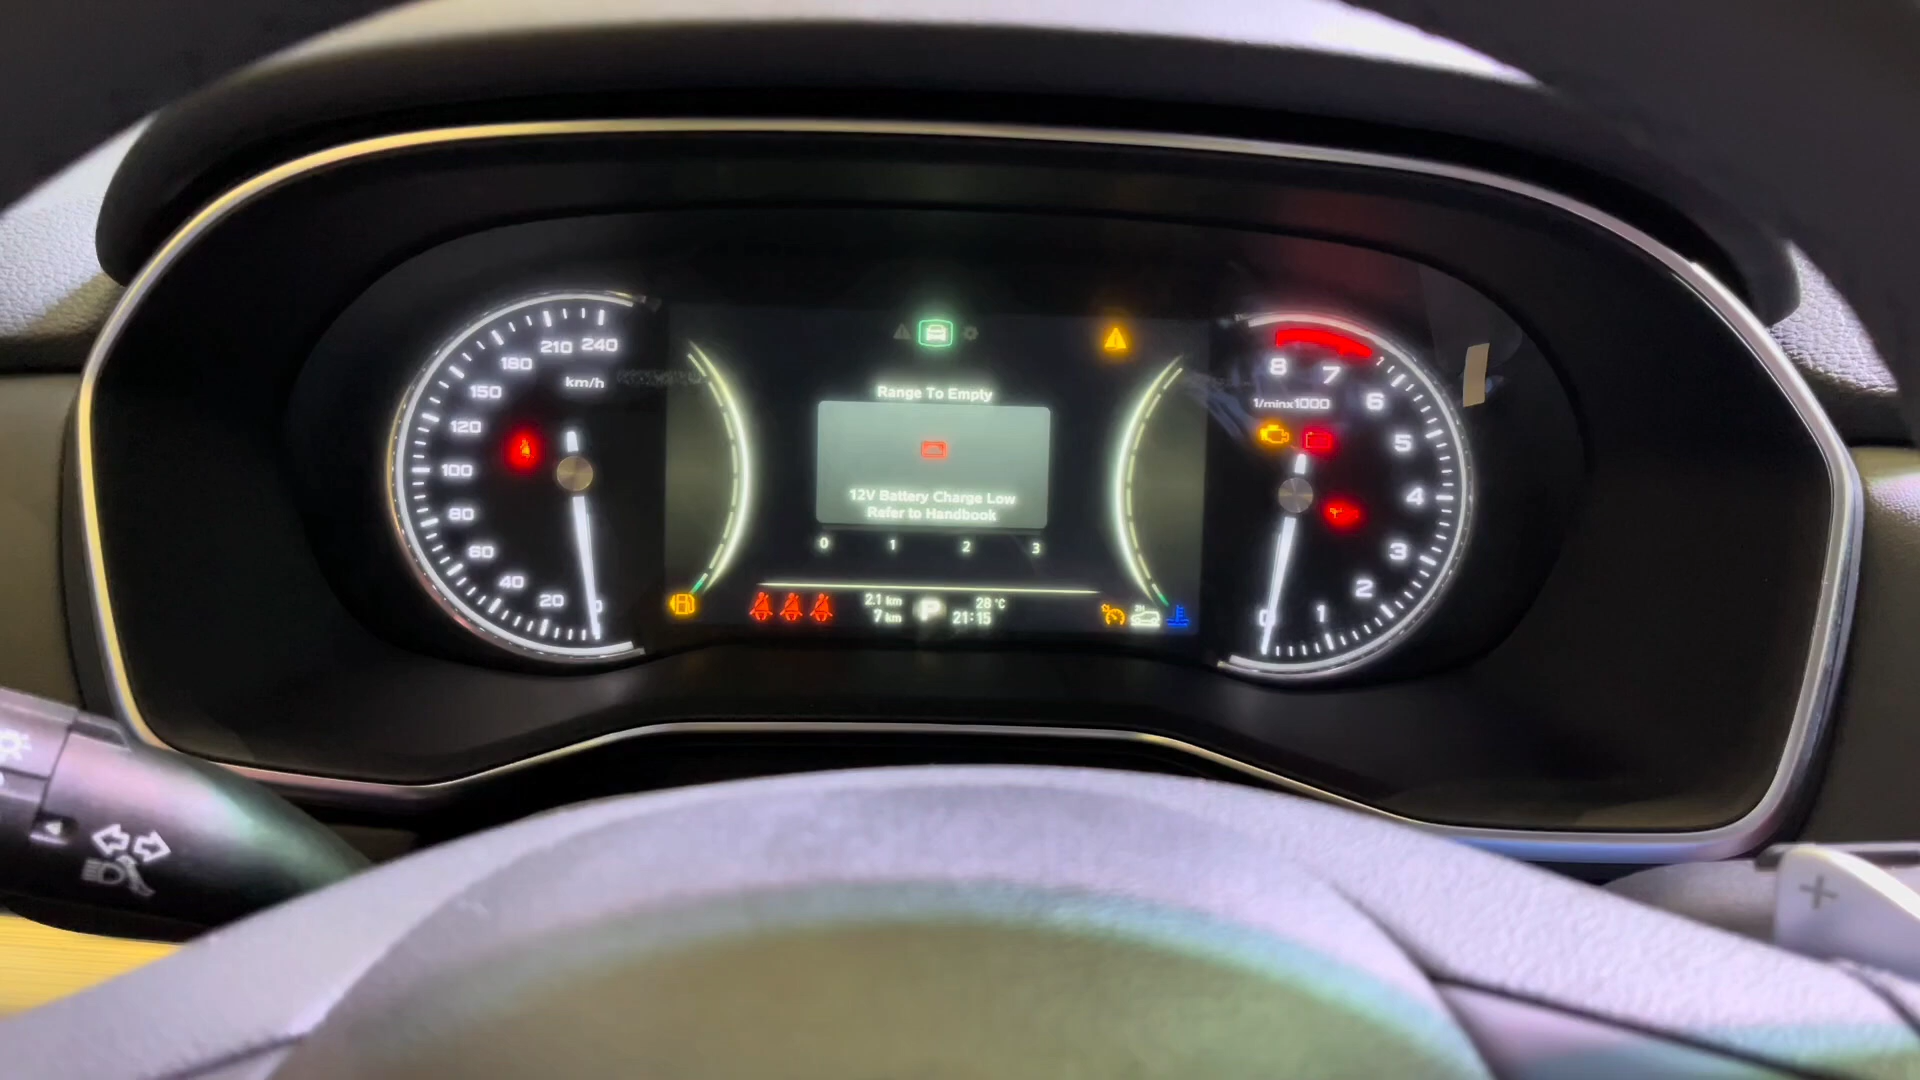 240
210
180
150
120
100
80
60
40
20
0
km/h
Range To Empty
12V Battery Charge Low
Refer to Handbook
0 1 2 3
2.1 km
7 km
P
28 °C
21:15
8
7
6
5
4
3
2
1
0
1/minx1000
+